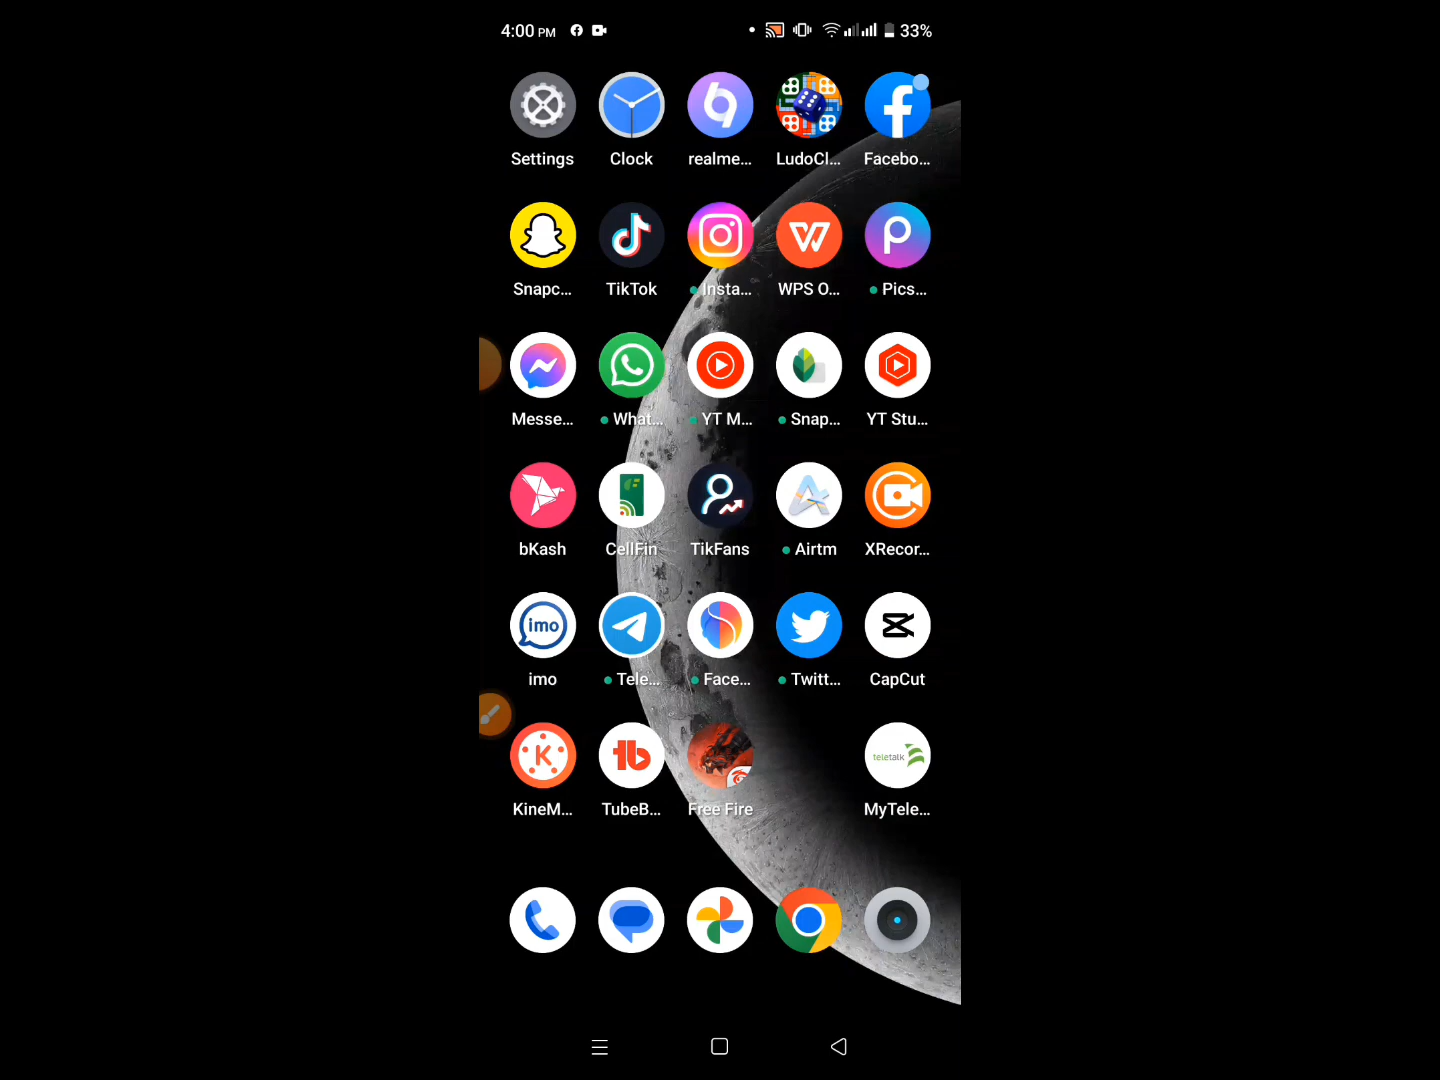 4:00 PM 33%
Settings Clock realme... LudoCl... Facebo...
Snapc... TikTok Insta... WPS O... Pics...
Messe... What... YT M... Snap... YT Stu...
bKash CellFin TikFans Airtm XRecor...
imo
imo Tele... Face... Twitt... CapCut
teletalk
KineM... TubeB... Free Fire MyTele...